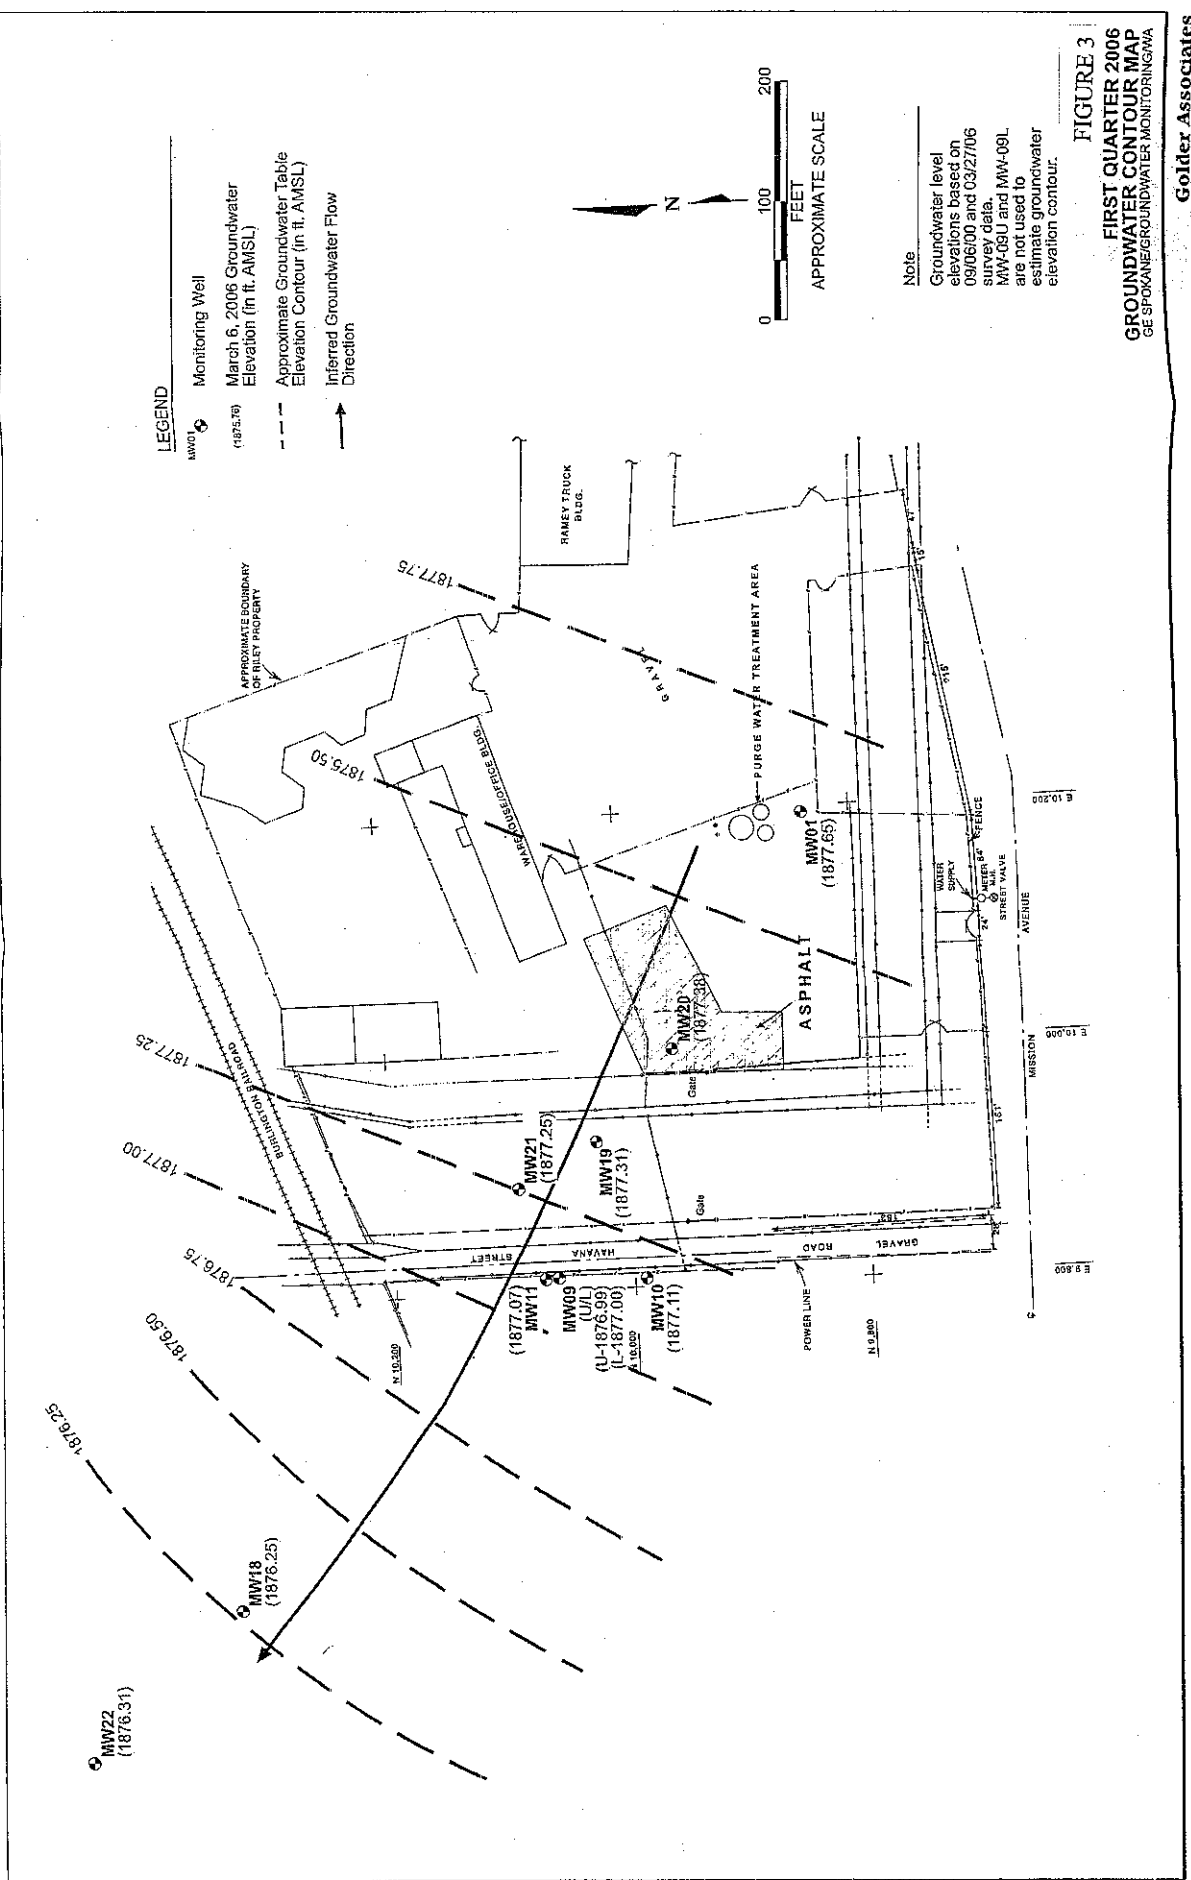 LEGEND
MW01
Monitoring Well
(1875.76)
March 6, 2006 Groundwater
Elevation (in ft. AMSL)
Approximate Groundwater Table
Elevation Contour (in ft. AMSL)
Inferred Groundwater Flow
Direction
N
0
100
200
FEET
APPROXIMATE SCALE
Note
Groundwater level
elevations based on
09/06/00 and 03/27/06
survey data.
MW-09U and MW-09L
are not used to
estimate groundwater
elevation contour.
FIGURE 3
FIRST QUARTER 2006
GROUNDWATER CONTOUR MAP
GE SPOKANE/GROUNDWATER MONITORING/WA
Golder Associates
1876.25
1876.50
1876.75
1877.00
1877.25
1875.50
1877.75
MW22
(1876.31)
MW18
(1876.25)
BURLINGTON RAILROAD
APPROXIMATE BOUNDARY
OF RILEY PROPERTY
RAMEY TRUCK
BLDG.
WAREHOUSE/OFFICE BLDG.
GRAVEL
PURGE WATER TREATMENT AREA
MW01
(1877.65)
MW20
(1877.38)
ASPHALT
MW21
(1877.25)
MW19
(1877.31)
Gate
Gate
HAVANA
STREET
GRAVEL
ROAD
(1877.07)
MW11
MW09
(U/L)
(U-1876.99)
(L-1877.00)
MW10
(1877.11)
N 10,200
N 10,000
N 9,800
POWER LINE
WATER
SUPPLY
FENCE
METER
84'
M.H.
STREET VALVE
24'
15'
151'
152'
MISSION
AVENUE
E 9,800
E 10,000
E 10,200